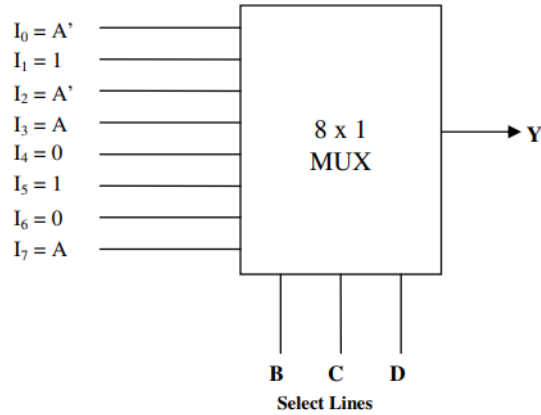 I₀ = A’
I₁ = 1
I₂ = A’
I₃ = A
I₄ = 0
I₅ = 1
I₆ = 0
I₇ = A
8 x 1
MUX
Y
B C D
Select Lines